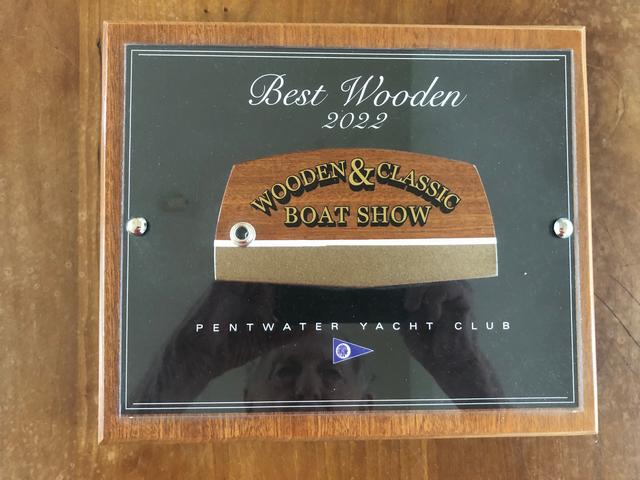 Best Wooden
2022
WOODEN & CLASSIC
BOAT SHOW
PENTWATER YACHT CLUB